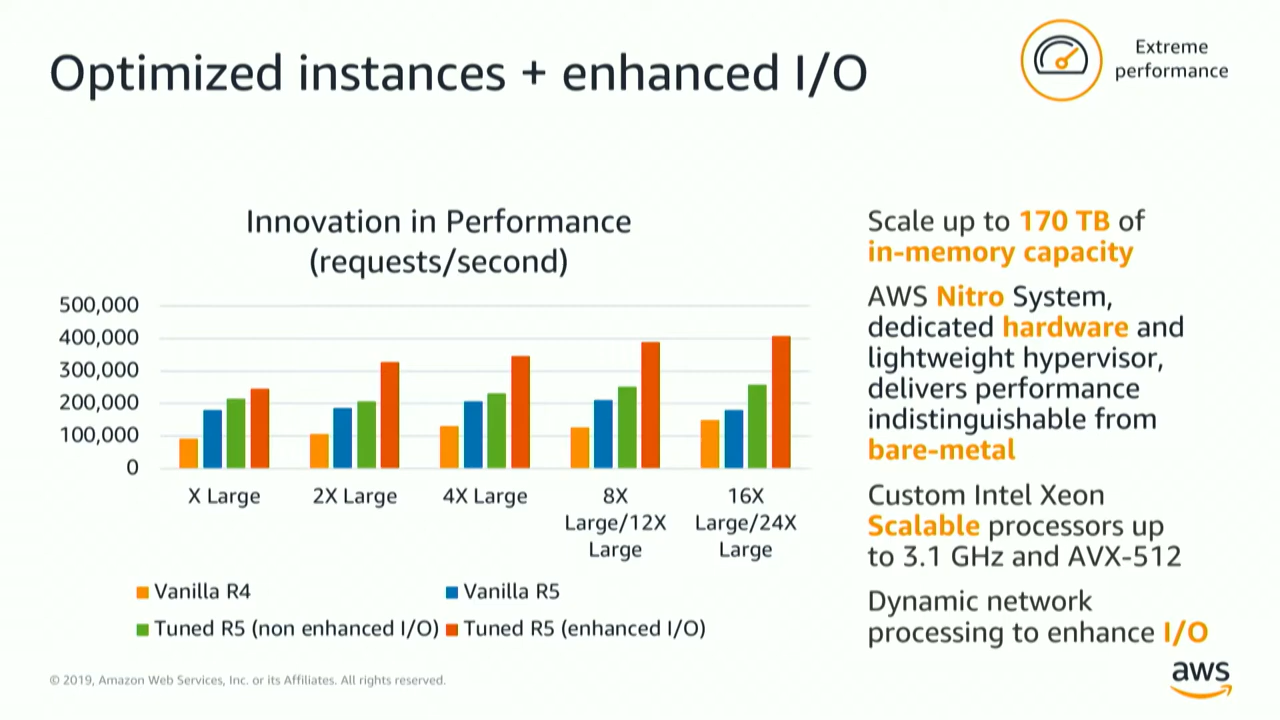 Optimized instances + enhanced I/O
Extreme
performance
Innovation in Performance
(requests/second)
500,000
400,000
300,000
200,000
100,000
0
X Large
2X Large
4X Large
8X
Large/12X
Large
16X
Large/24X
Large
Vanilla R4
Vanilla R5
Tuned R5 (non enhanced I/O)
Tuned R5 (enhanced I/O)
Scale up to 170 TB of
in-memory capacity
AWS Nitro System,
dedicated hardware and
lightweight hypervisor,
delivers performance
indistinguishable from
bare-metal
Custom Intel Xeon
Scalable processors up
to 3.1 GHz and AVX-512
Dynamic network
processing to enhance I/O
© 2019, Amazon Web Services, Inc. or its Affiliates. All rights reserved.
aws